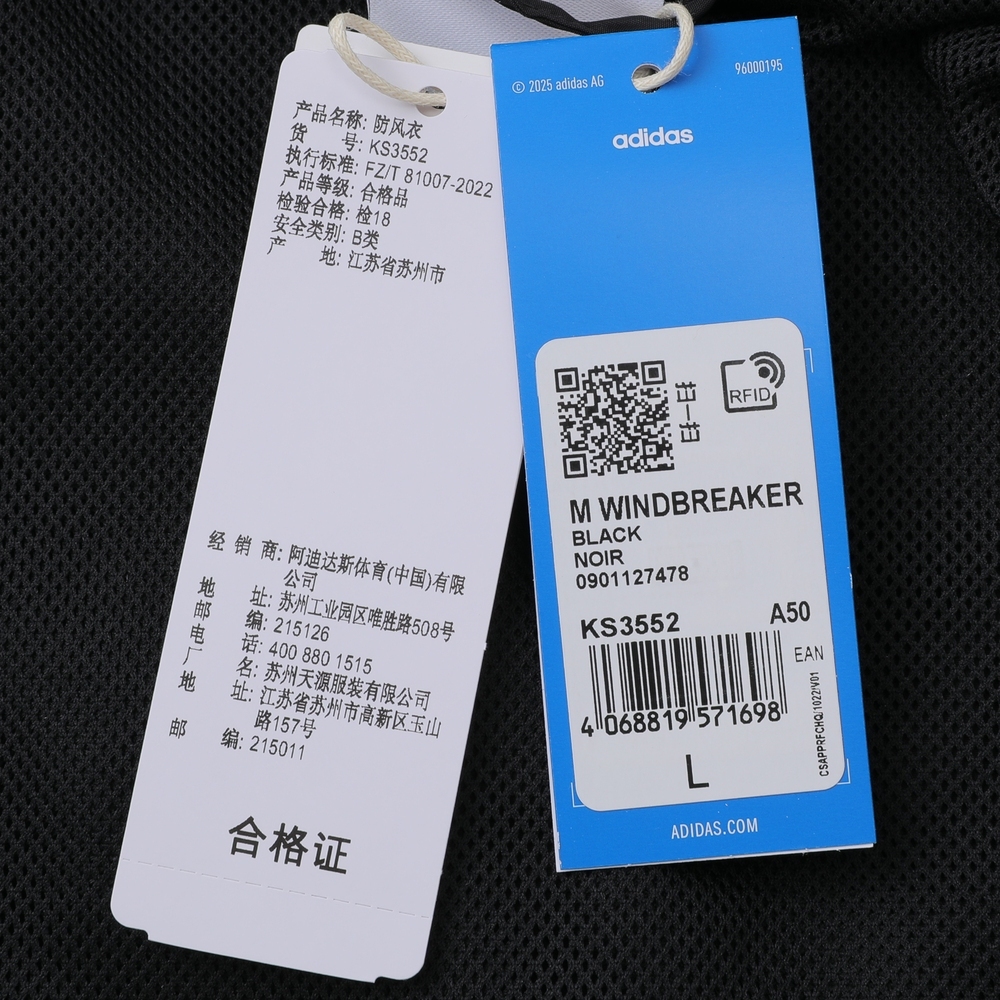 产品名称: 防风衣
货 号: KS3552
执行标准: FZ/T 81007-2022
产品等级: 合格品
检验合格: 检18
安全类别: B类
产 地: 江苏省苏州市
经 销 商: 阿迪达斯体育(中国)有限
公司
地 址: 苏州工业园区唯胜路508号
邮 编: 215126
电 话: 400 880 1515
厂 名: 苏州天源服装有限公司
地 址: 江苏省苏州市高新区玉山
路157号
邮 编: 215011
合格证
© 2025 adidas AG
96000195
adidas
扫一扫
RFID
M WINDBREAKER
BLACK
NOIR
0901127478
KS3552 A50
EAN
4 068819 571698
CSAPPRFCHQ/1022/V01
L
ADIDAS.COM